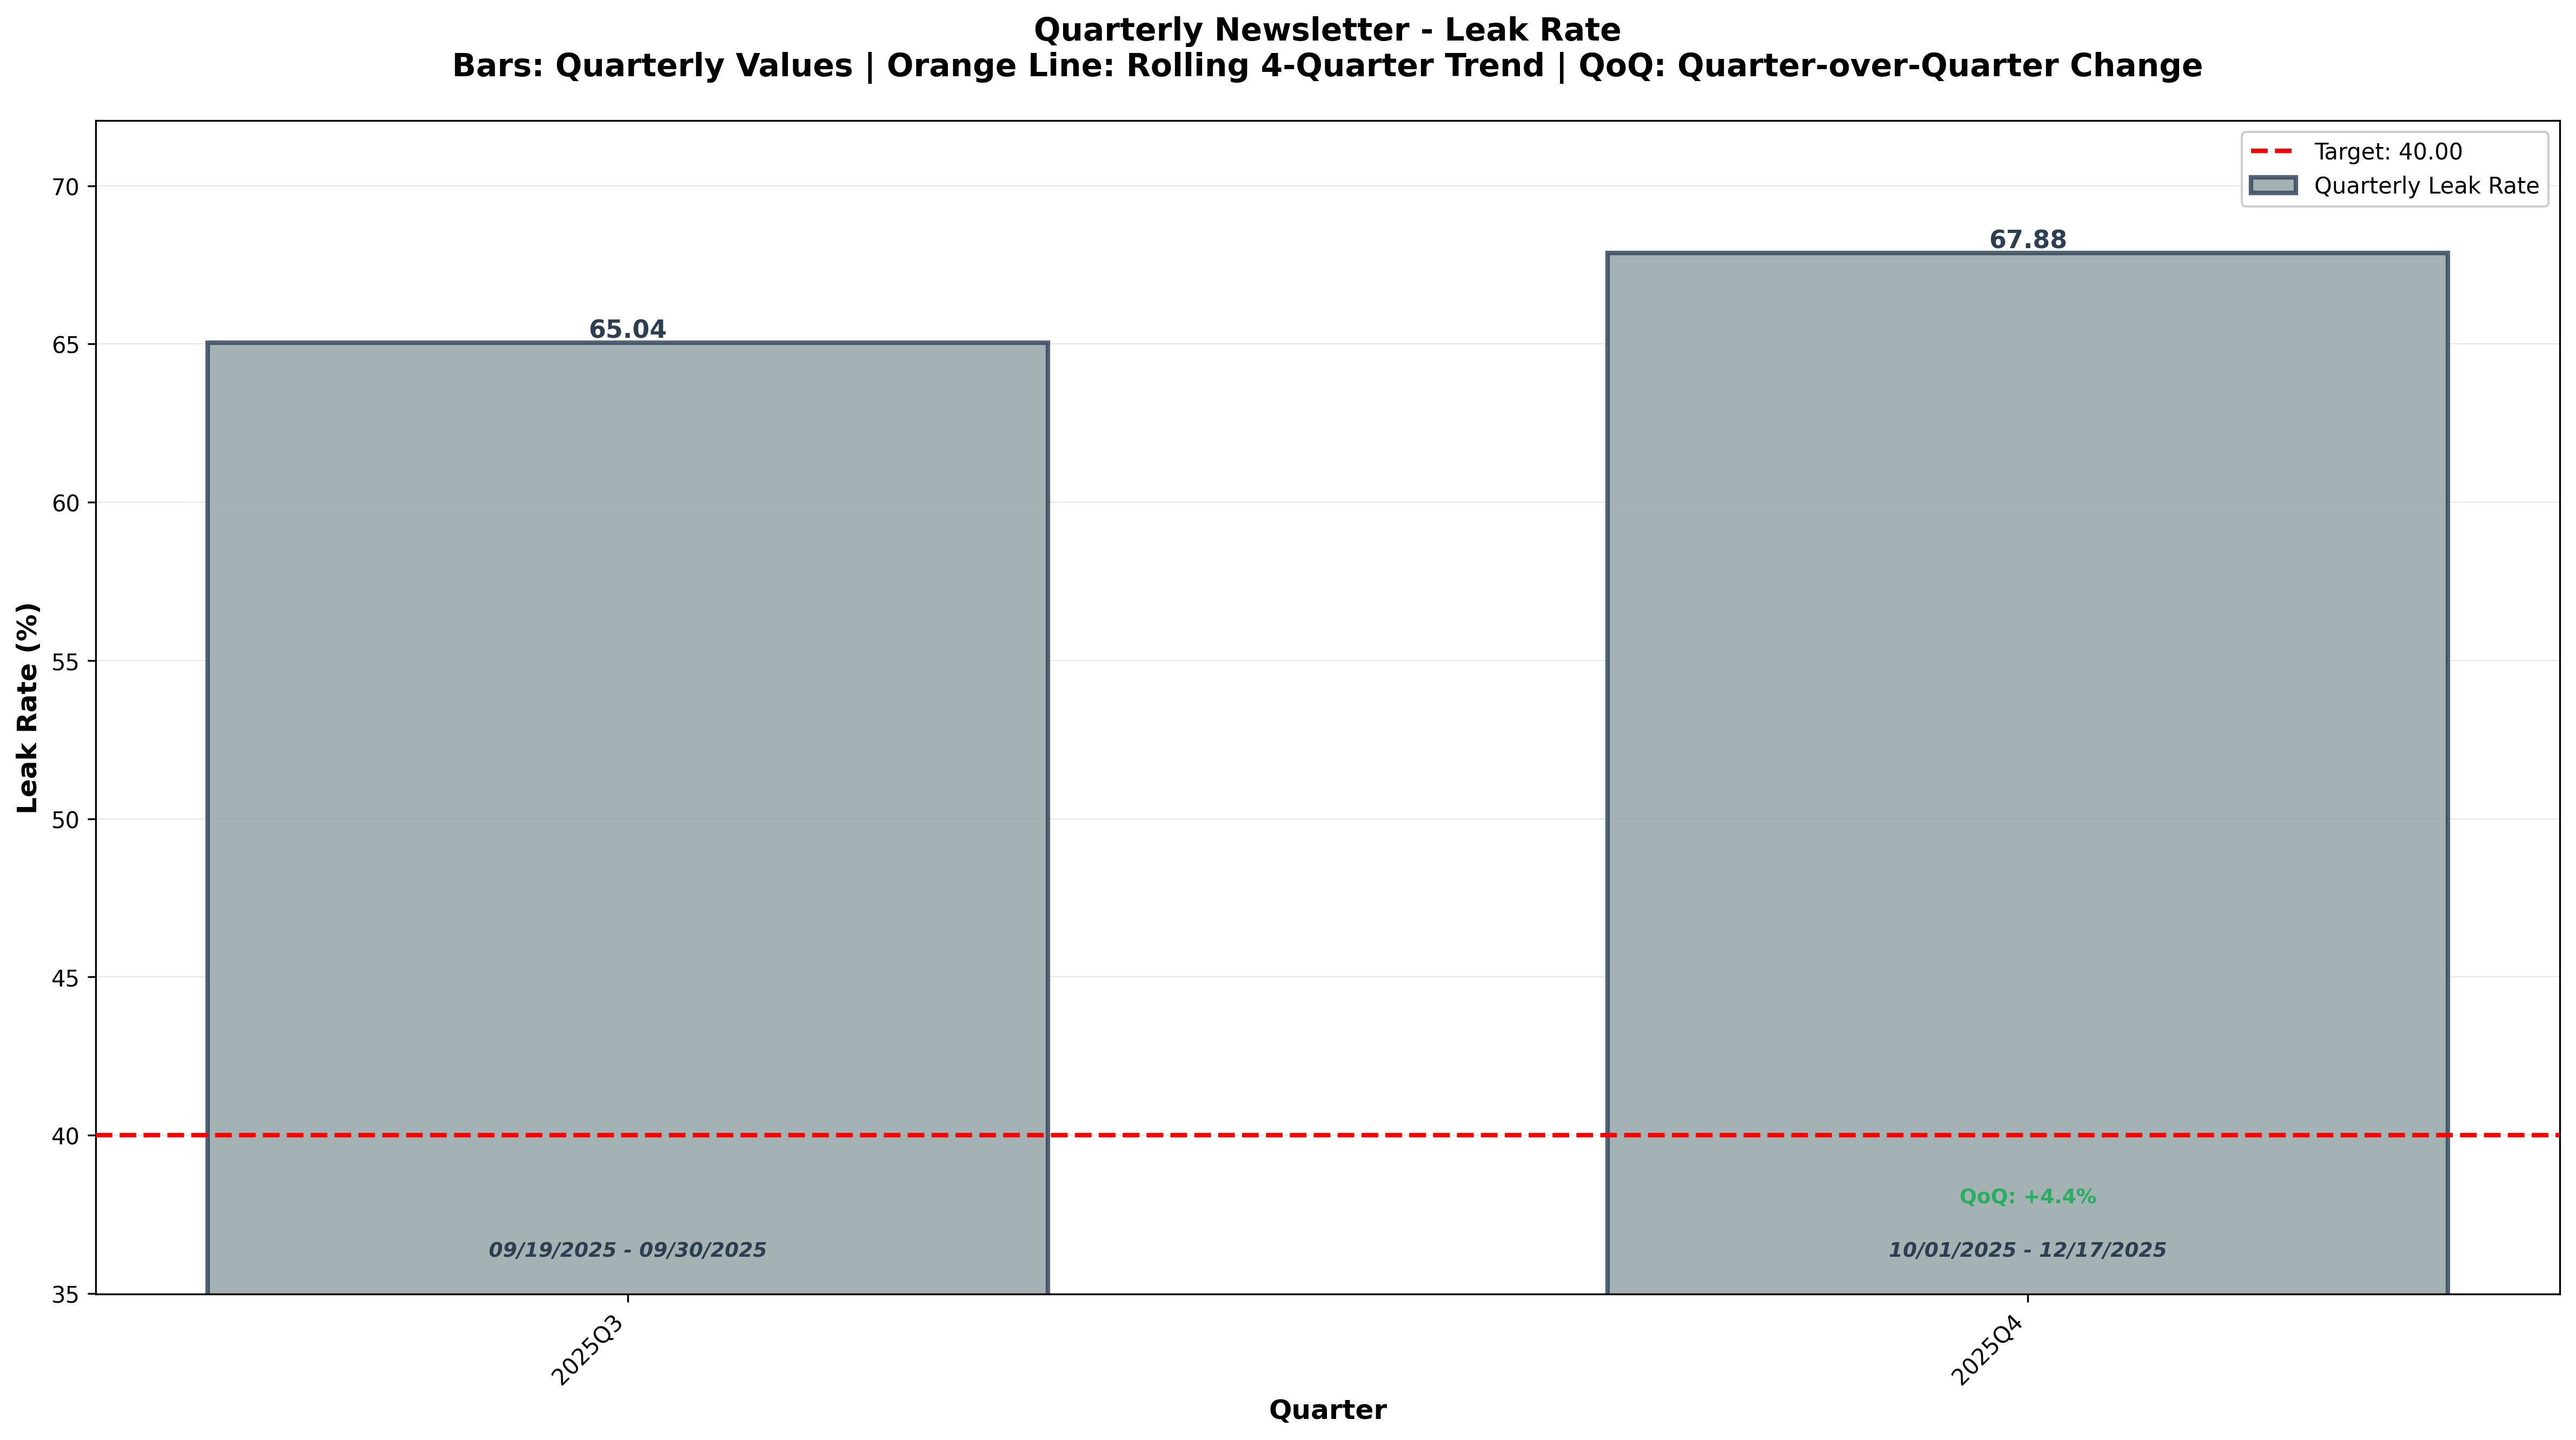 Quarterly Newsletter - Leak Rate
Bars: Quarterly Values | Orange Line: Rolling 4-Quarter Trend | QoQ: Quarter-over-Quarter Change
Target: 40.00
Quarterly Leak Rate
70
65
60
55
50
45
40
35
Leak Rate (%)
65.04
67.88
QoQ: +4.4%
09/19/2025 - 09/30/2025
10/01/2025 - 12/17/2025
2025Q3
2025Q4
Quarter